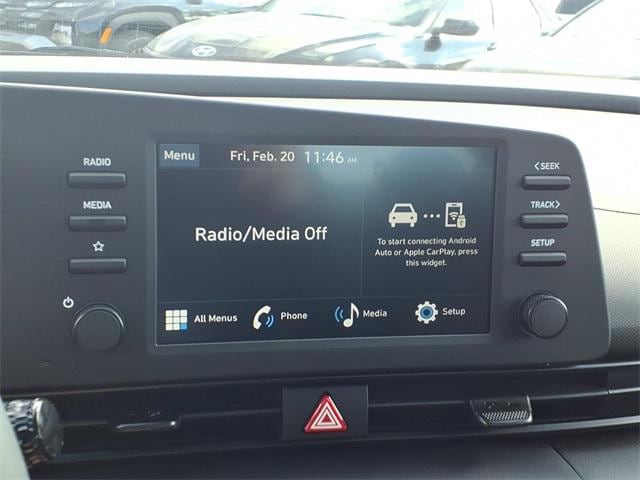 Menu
Fri, Feb. 20 11:46 AM
RADIO
MEDIA
<SEEK
TRACK>
SETUP
Radio/Media Off
To start connecting Android
Auto or Apple CarPlay, press
this widget.
All Menus
Phone
Media
Setup